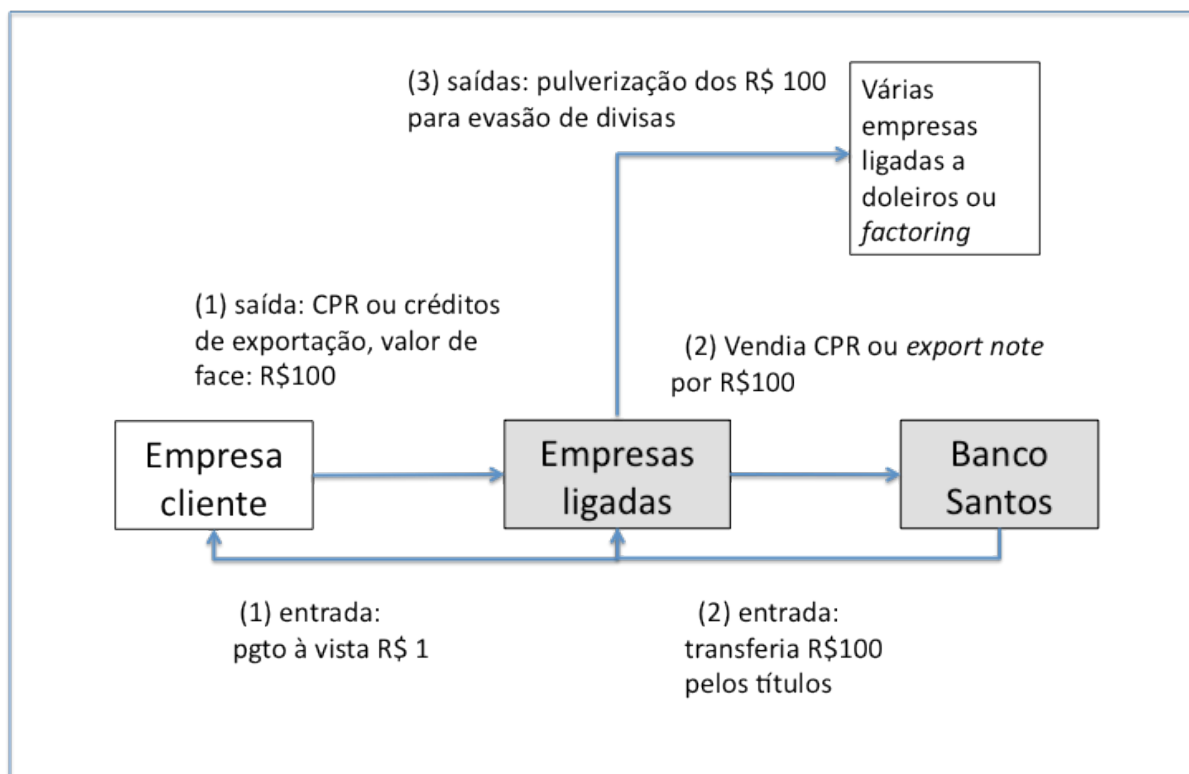 (3) saídas: pulverização dos R$ 100
para evasão de divisas
Várias
empresas
ligadas a
doleiros ou
factoring
(1) saída: CPR ou créditos
de exportação, valor de
face: R$100
(2) Vendia CPR ou export note
por R$100
Empresa
cliente
Empresas
ligadas
Banco
Santos
(1) entrada:
pgto à vista R$ 1
(2) entrada:
transferia R$100
pelos títulos